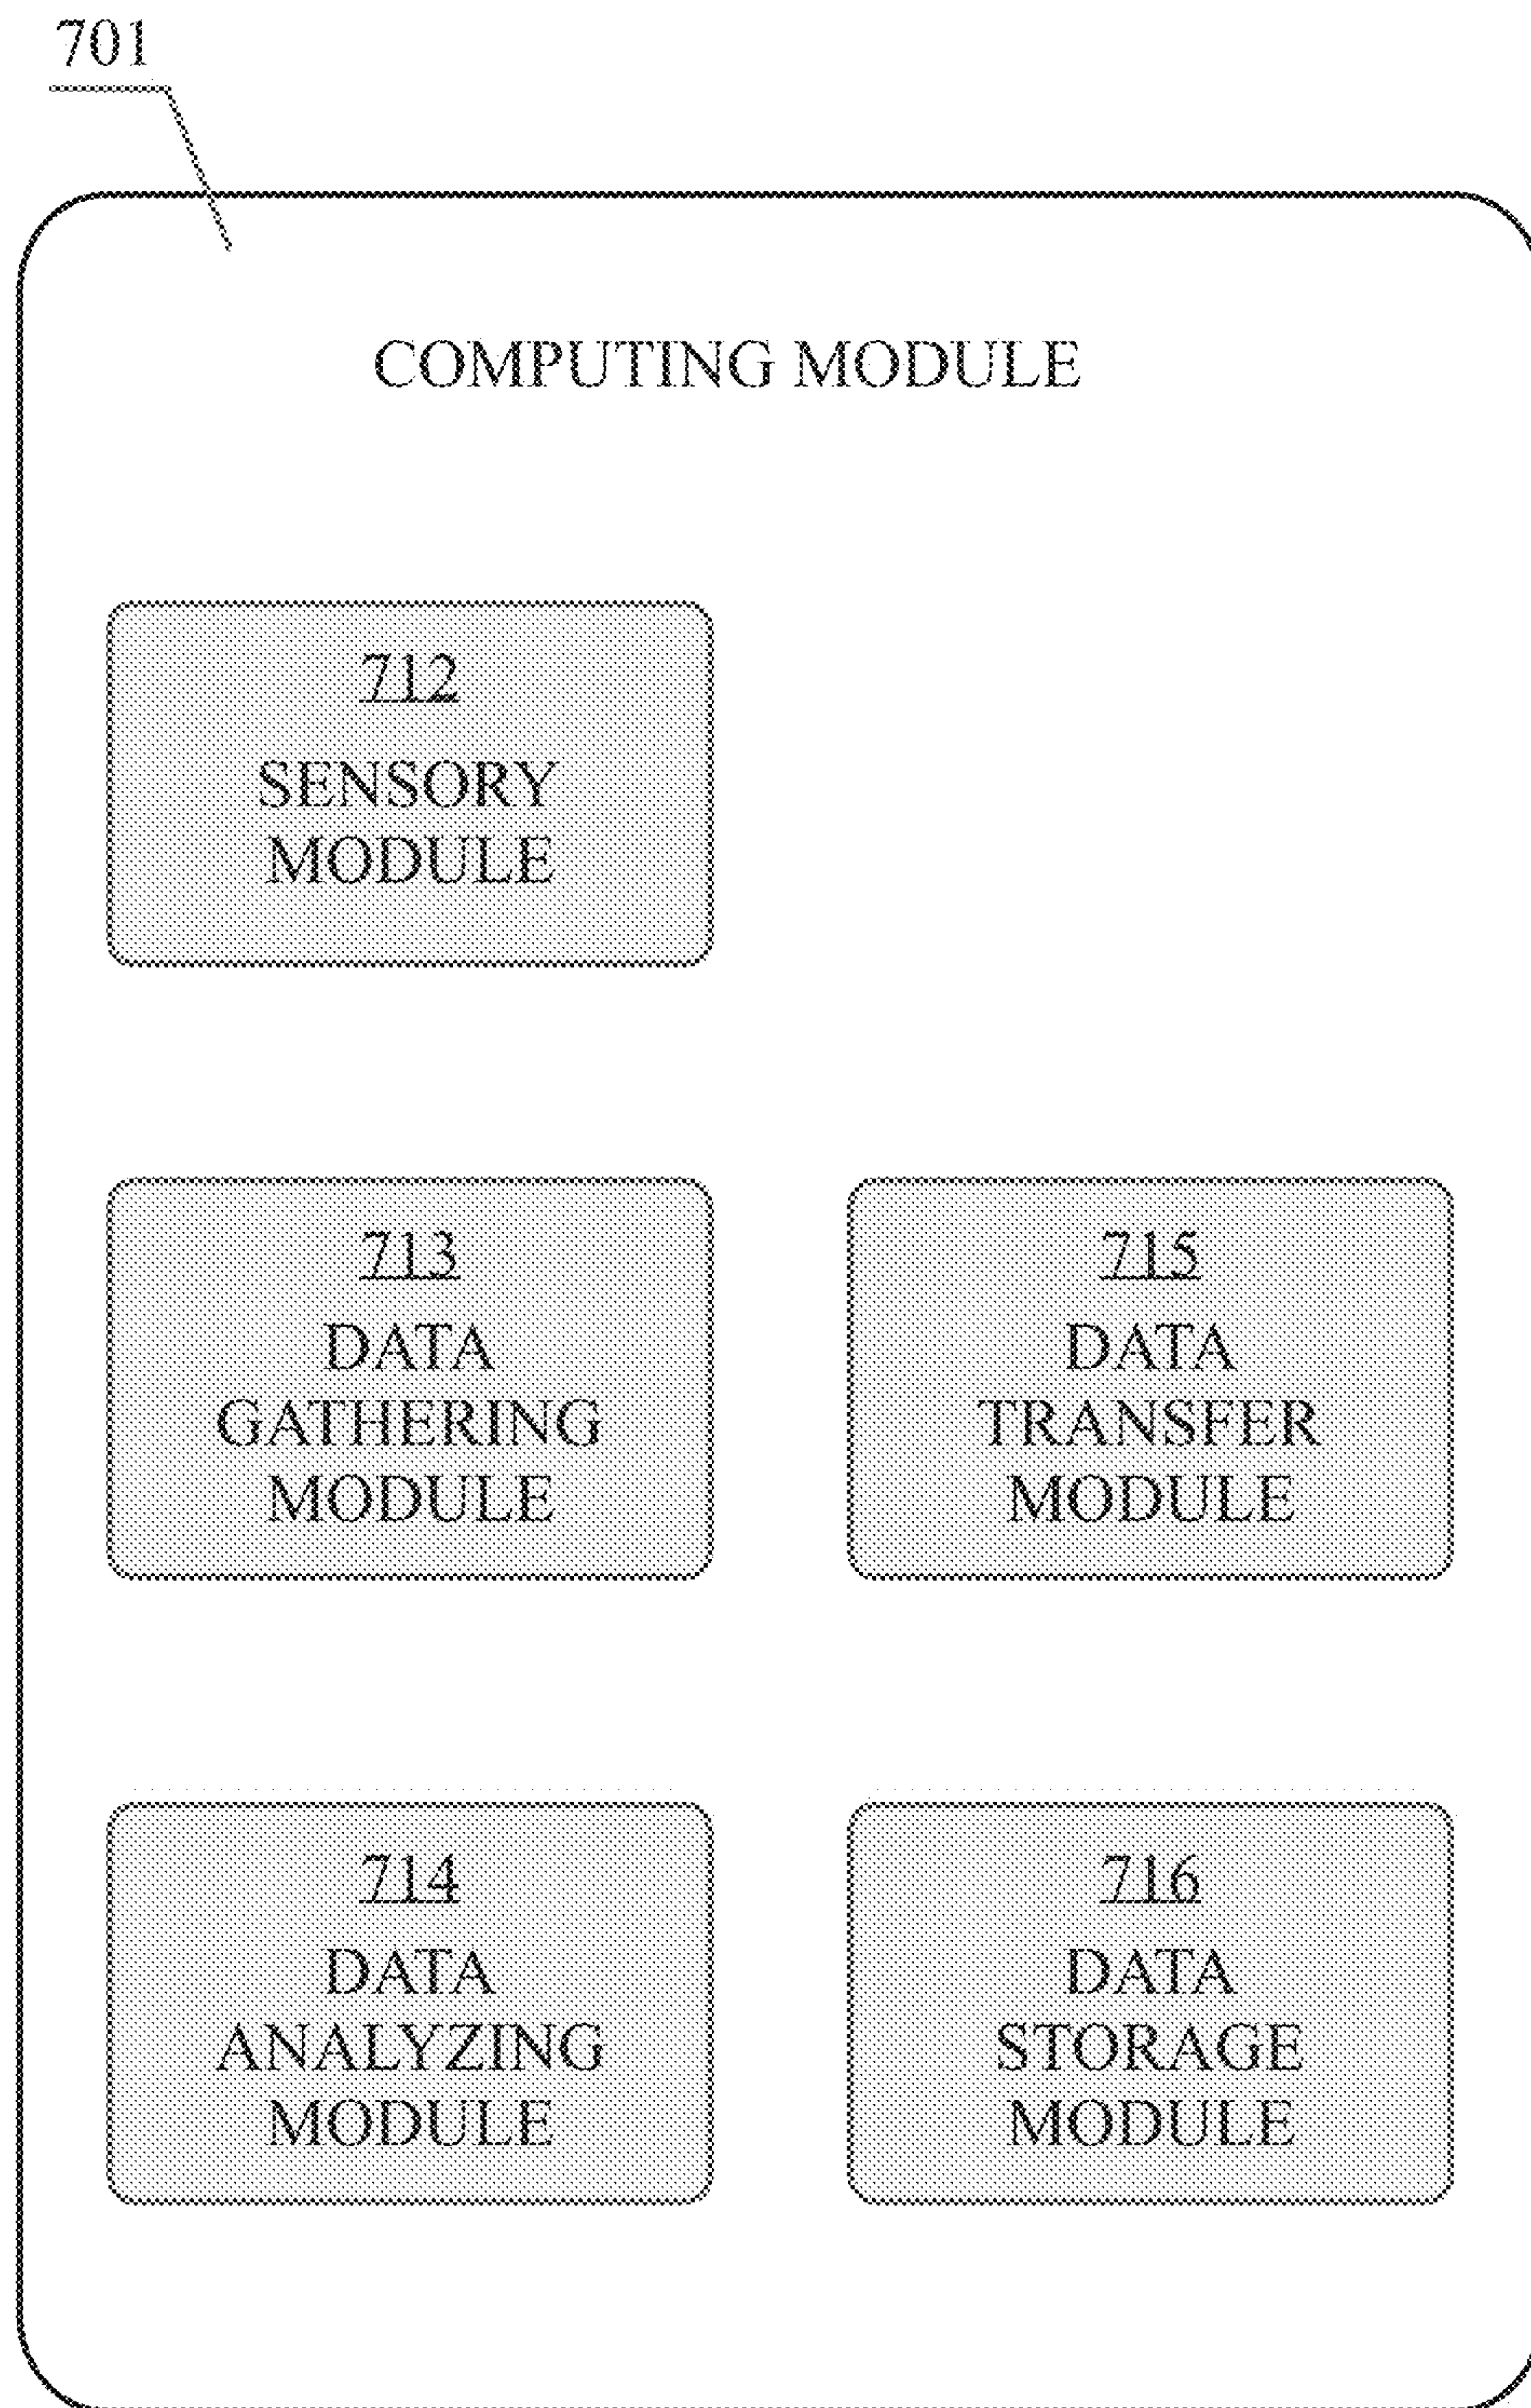 701
COMPUTING MODULE
712
SENSORY
MODULE
713
DATA
GATHERING
MODULE
715
DATA
TRANSFER
MODULE
714
DATA
ANALYZING
MODULE
716
DATA
STORAGE
MODULE